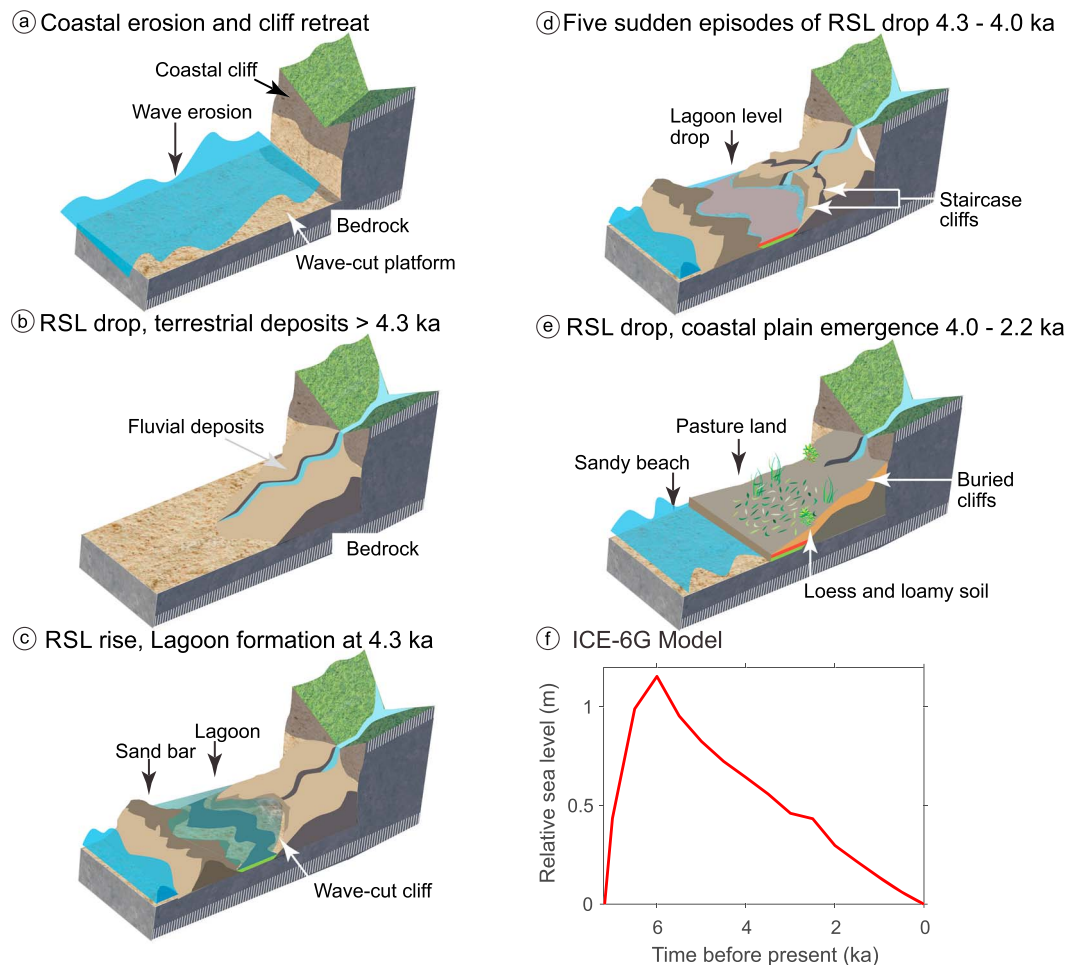 ⓐ Coastal erosion and cliff retreat
Coastal cliff
Wave erosion
Bedrock
Wave-cut platform
ⓑ RSL drop, terrestrial deposits > 4.3 ka
Fluvial deposits
Bedrock
ⓒ RSL rise, Lagoon formation at 4.3 ka
Lagoon
Sand bar
Wave-cut cliff
ⓓ Five sudden episodes of RSL drop 4.3 - 4.0 ka
Lagoon level
drop
Staircase
cliffs
ⓔ RSL drop, coastal plain emergence 4.0 - 2.2 ka
Pasture land
Sandy beach
Buried
cliffs
Loess and loamy soil
ⓕ ICE-6G Model
Relative sea level (m)
1
0.5
0
6 4 2 0
Time before present (ka)